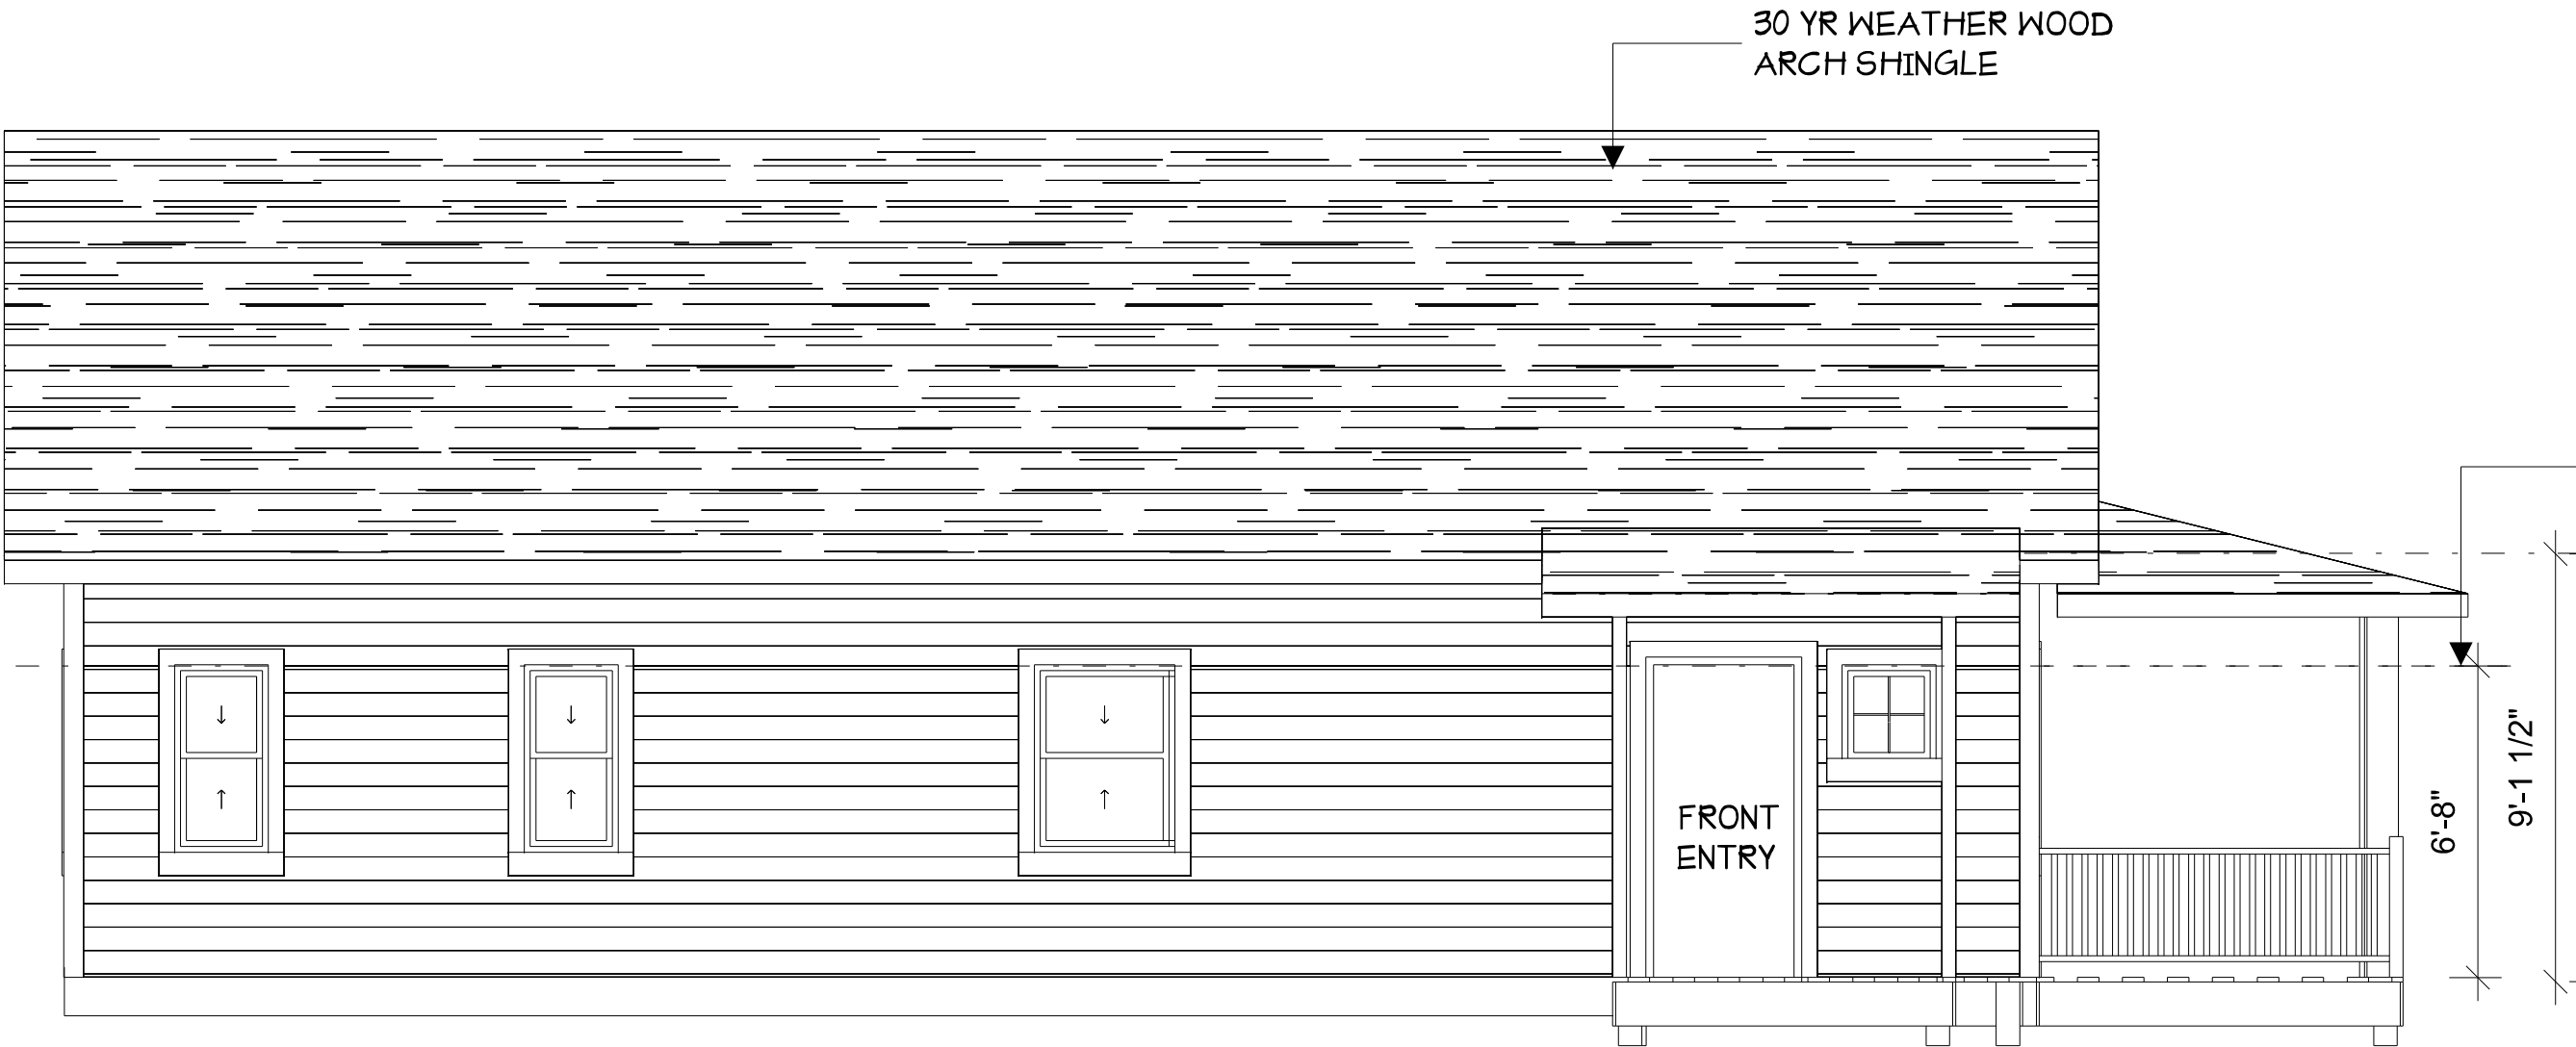 30 YR WEATHER WOOD
ARCH SHINGLE
FRONT
ENTRY
6'-8"
9'-1 1/2"